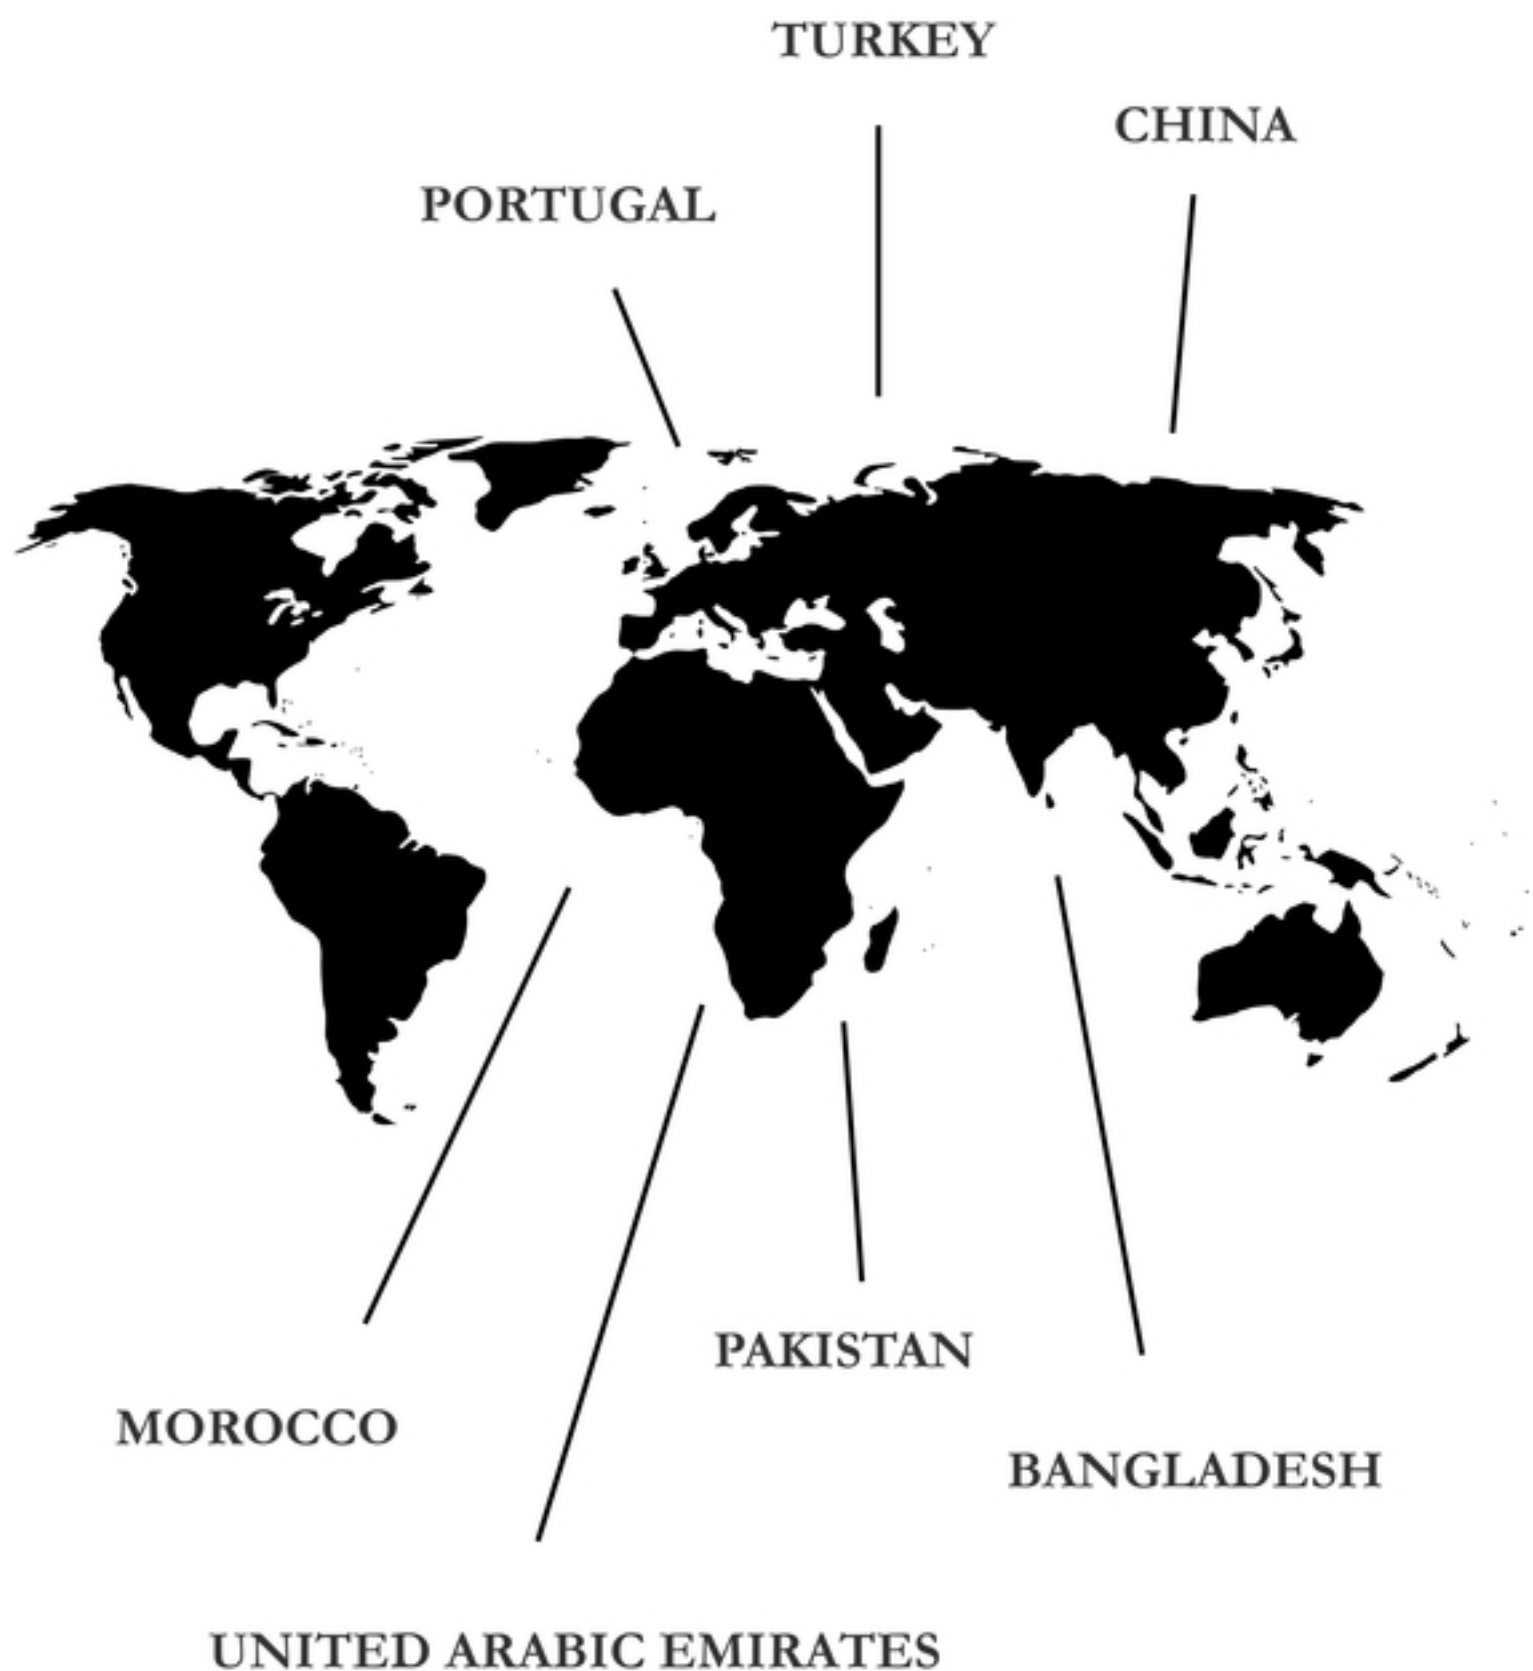 TURKEY
CHINA
PORTUGAL
PAKISTAN
MOROCCO
BANGLADESH
UNITED ARABIC EMIRATES